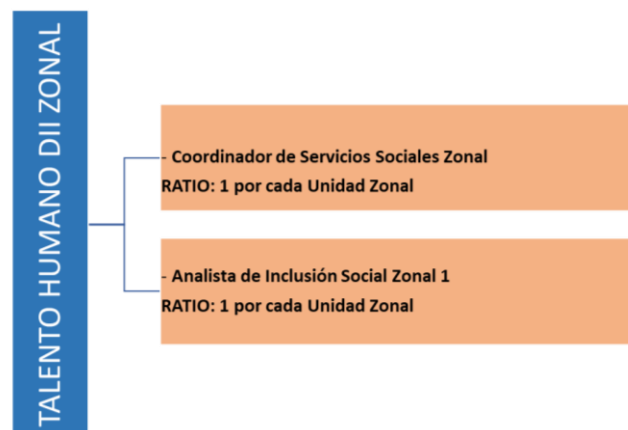 TALENTO HUMANO DII ZONAL
- Coordinador de Servicios Sociales Zonal
RATIO: 1 por cada Unidad Zonal
- Analista de Inclusión Social Zonal 1
RATIO: 1 por cada Unidad Zonal